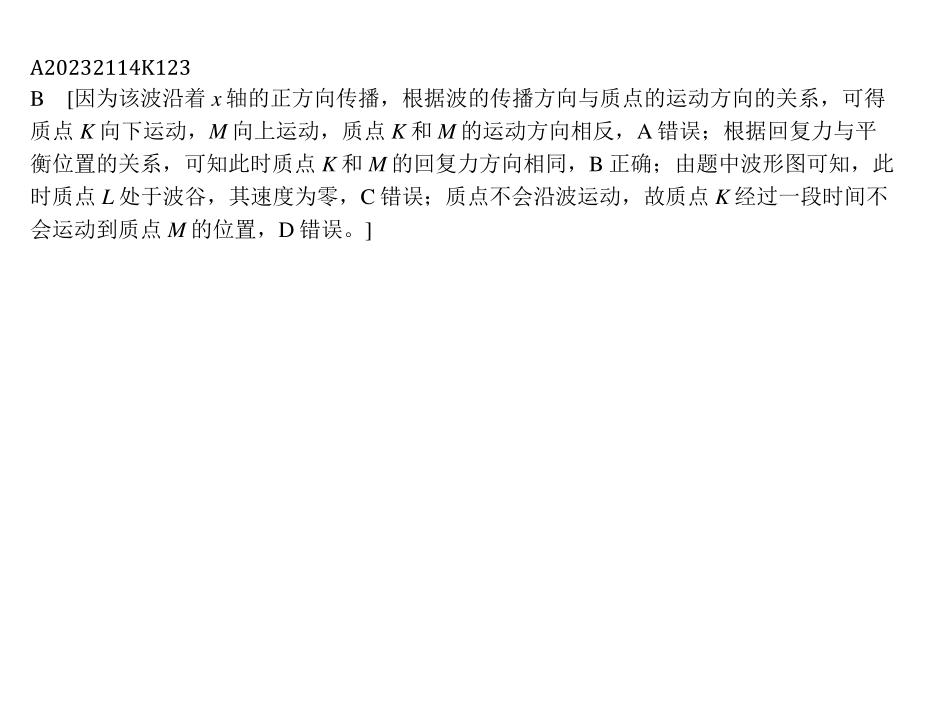 A20232114K123
B　[因为该波沿着 x 轴的正方向传播，根据波的传播方向与质点的运动方向的关系，可得
质点 K 向下运动，M 向上运动，质点 K 和 M 的运动方向相反，A 错误；根据回复力与平
衡位置的关系，可知此时质点 K 和 M 的回复力方向相同，B 正确；由题中波形图可知，此
时质点 L 处于波谷，其速度为零，C 错误；质点不会沿波运动，故质点 K 经过一段时间不
会运动到质点 M 的位置，D 错误。]